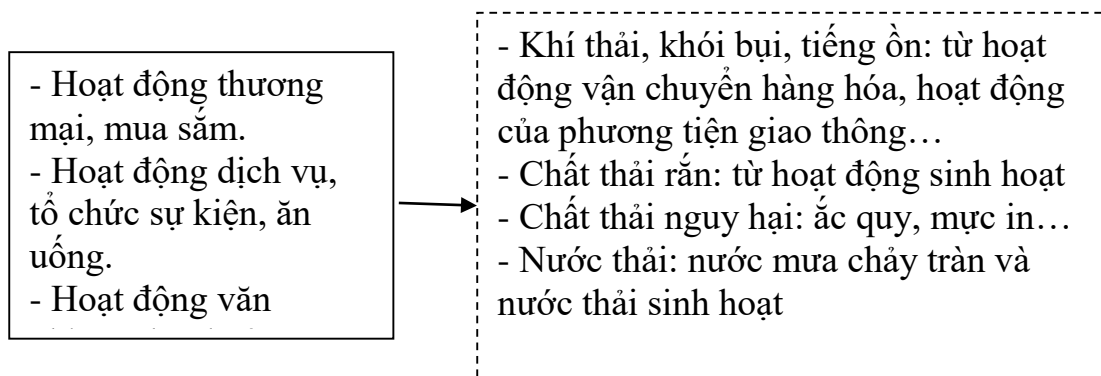 - Hoạt động thương
mại, mua sắm.
- Hoạt động dịch vụ,
tổ chức sự kiện, ăn
uống.
- Hoạt động văn
- Khí thải, khói bụi, tiếng ồn: từ hoạt
động vận chuyển hàng hóa, hoạt động
của phương tiện giao thông…
- Chất thải rắn: từ hoạt động sinh hoạt
- Chất thải nguy hại: ắc quy, mực in…
- Nước thải: nước mưa chảy tràn và
nước thải sinh hoạt